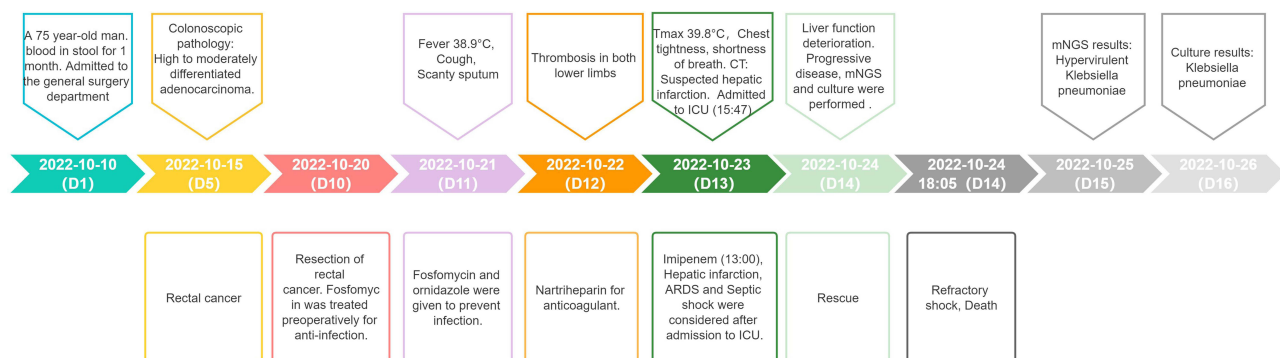 A 75 year-old man.
blood in stool for 1
month. Admitted to
the general surgery
department
Colonoscopic
pathology:
High to moderately
differentiated
adenocarcinoma.
Fever 38.9°C,
Cough,
Scanty sputum
Thrombosis in both
lower limbs
Tmax 39.8°C,  Chest
tightness, shortness
of breath. CT:
Suspected hepatic
infarction.  Admitted
to ICU (15:47)
Liver function
deterioration.
Progressive
disease, mNGS
and culture were
performed .
mNGS results:
Hypervirulent
Klebsiella
pneumoniae
Culture results:
Klebsiella
pneumoniae
2022-10-10
(D1)
2022-10-15
(D5)
2022-10-20
(D10)
2022-10-21
(D11)
2022-10-22
(D12)
2022-10-23
(D13)
2022-10-24
(D14)
2022-10-24
18:05  (D14)
2022-10-25
(D15)
2022-10-26
(D16)
Rectal cancer
Resection of
rectal
cancer. Fosfomyc
in was treated
preoperatively for
anti-infection.
Fosfomycin and
ornidazole were
given to prevent
infection.
Nartriheparin for
anticoagulant.
Imipenem (13:00),
Hepatic infarction,
ARDS and Septic
shock were
considered after
admission to ICU.
Rescue
Refractory
shock, Death